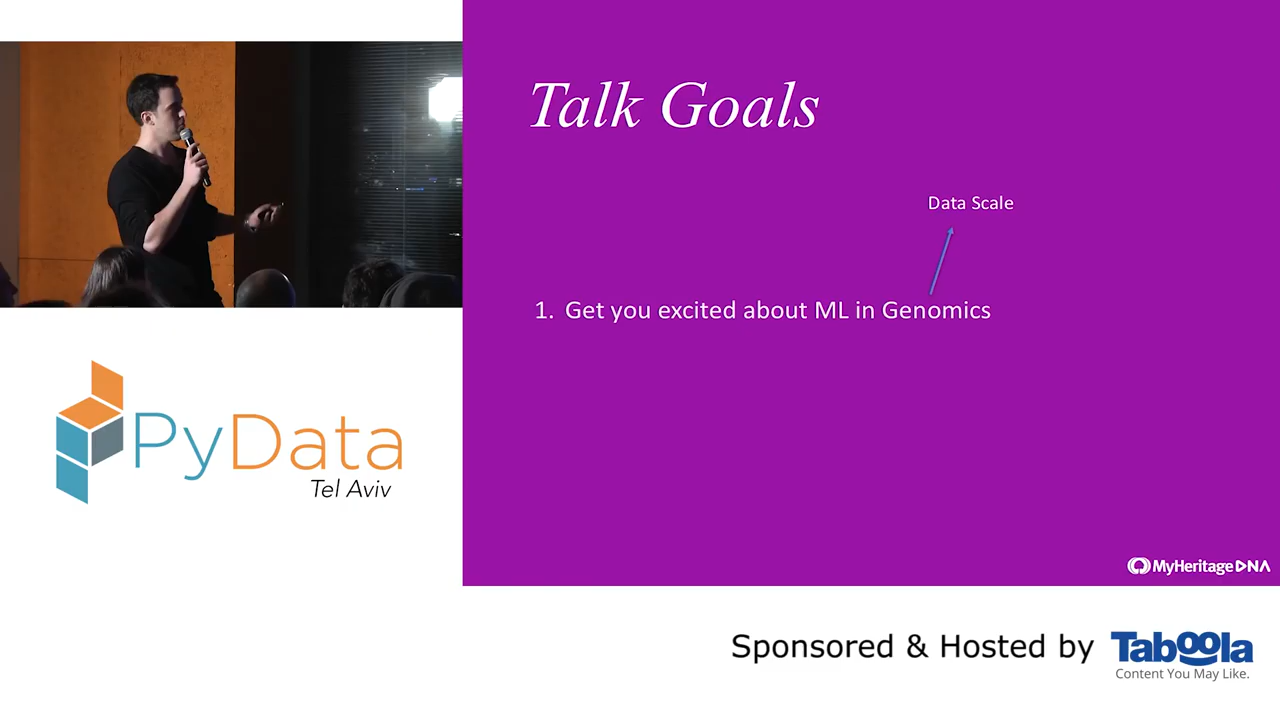 Talk Goals
Data Scale
1. Get you excited about ML in Genomics
MyHeritage DNA
PyData
Tel Aviv
Sponsored & Hosted by Taboola
Content You May Like.